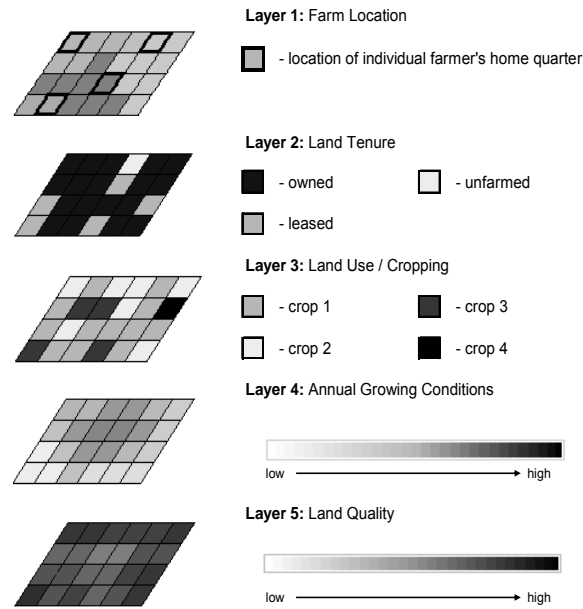 Layer 1: Farm Location
- location of individual farmer's home quarter
Layer 2: Land Tenure
- owned
- unfarmed
- leased
Layer 3: Land Use / Cropping
- crop 1
- crop 3
- crop 2
- crop 4
Layer 4: Annual Growing Conditions
low
high
Layer 5: Land Quality
low
high